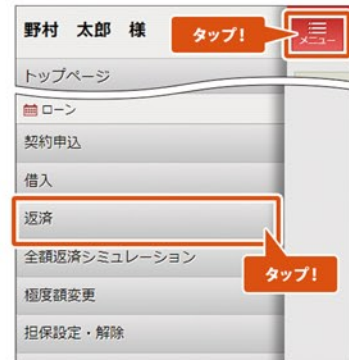 野村 太郎 様
タップ!
メニュー
トップページ
ローン
契約申込
借入
返済
全額返済シミュレーション
タップ!
極度額変更
担保設定・解除